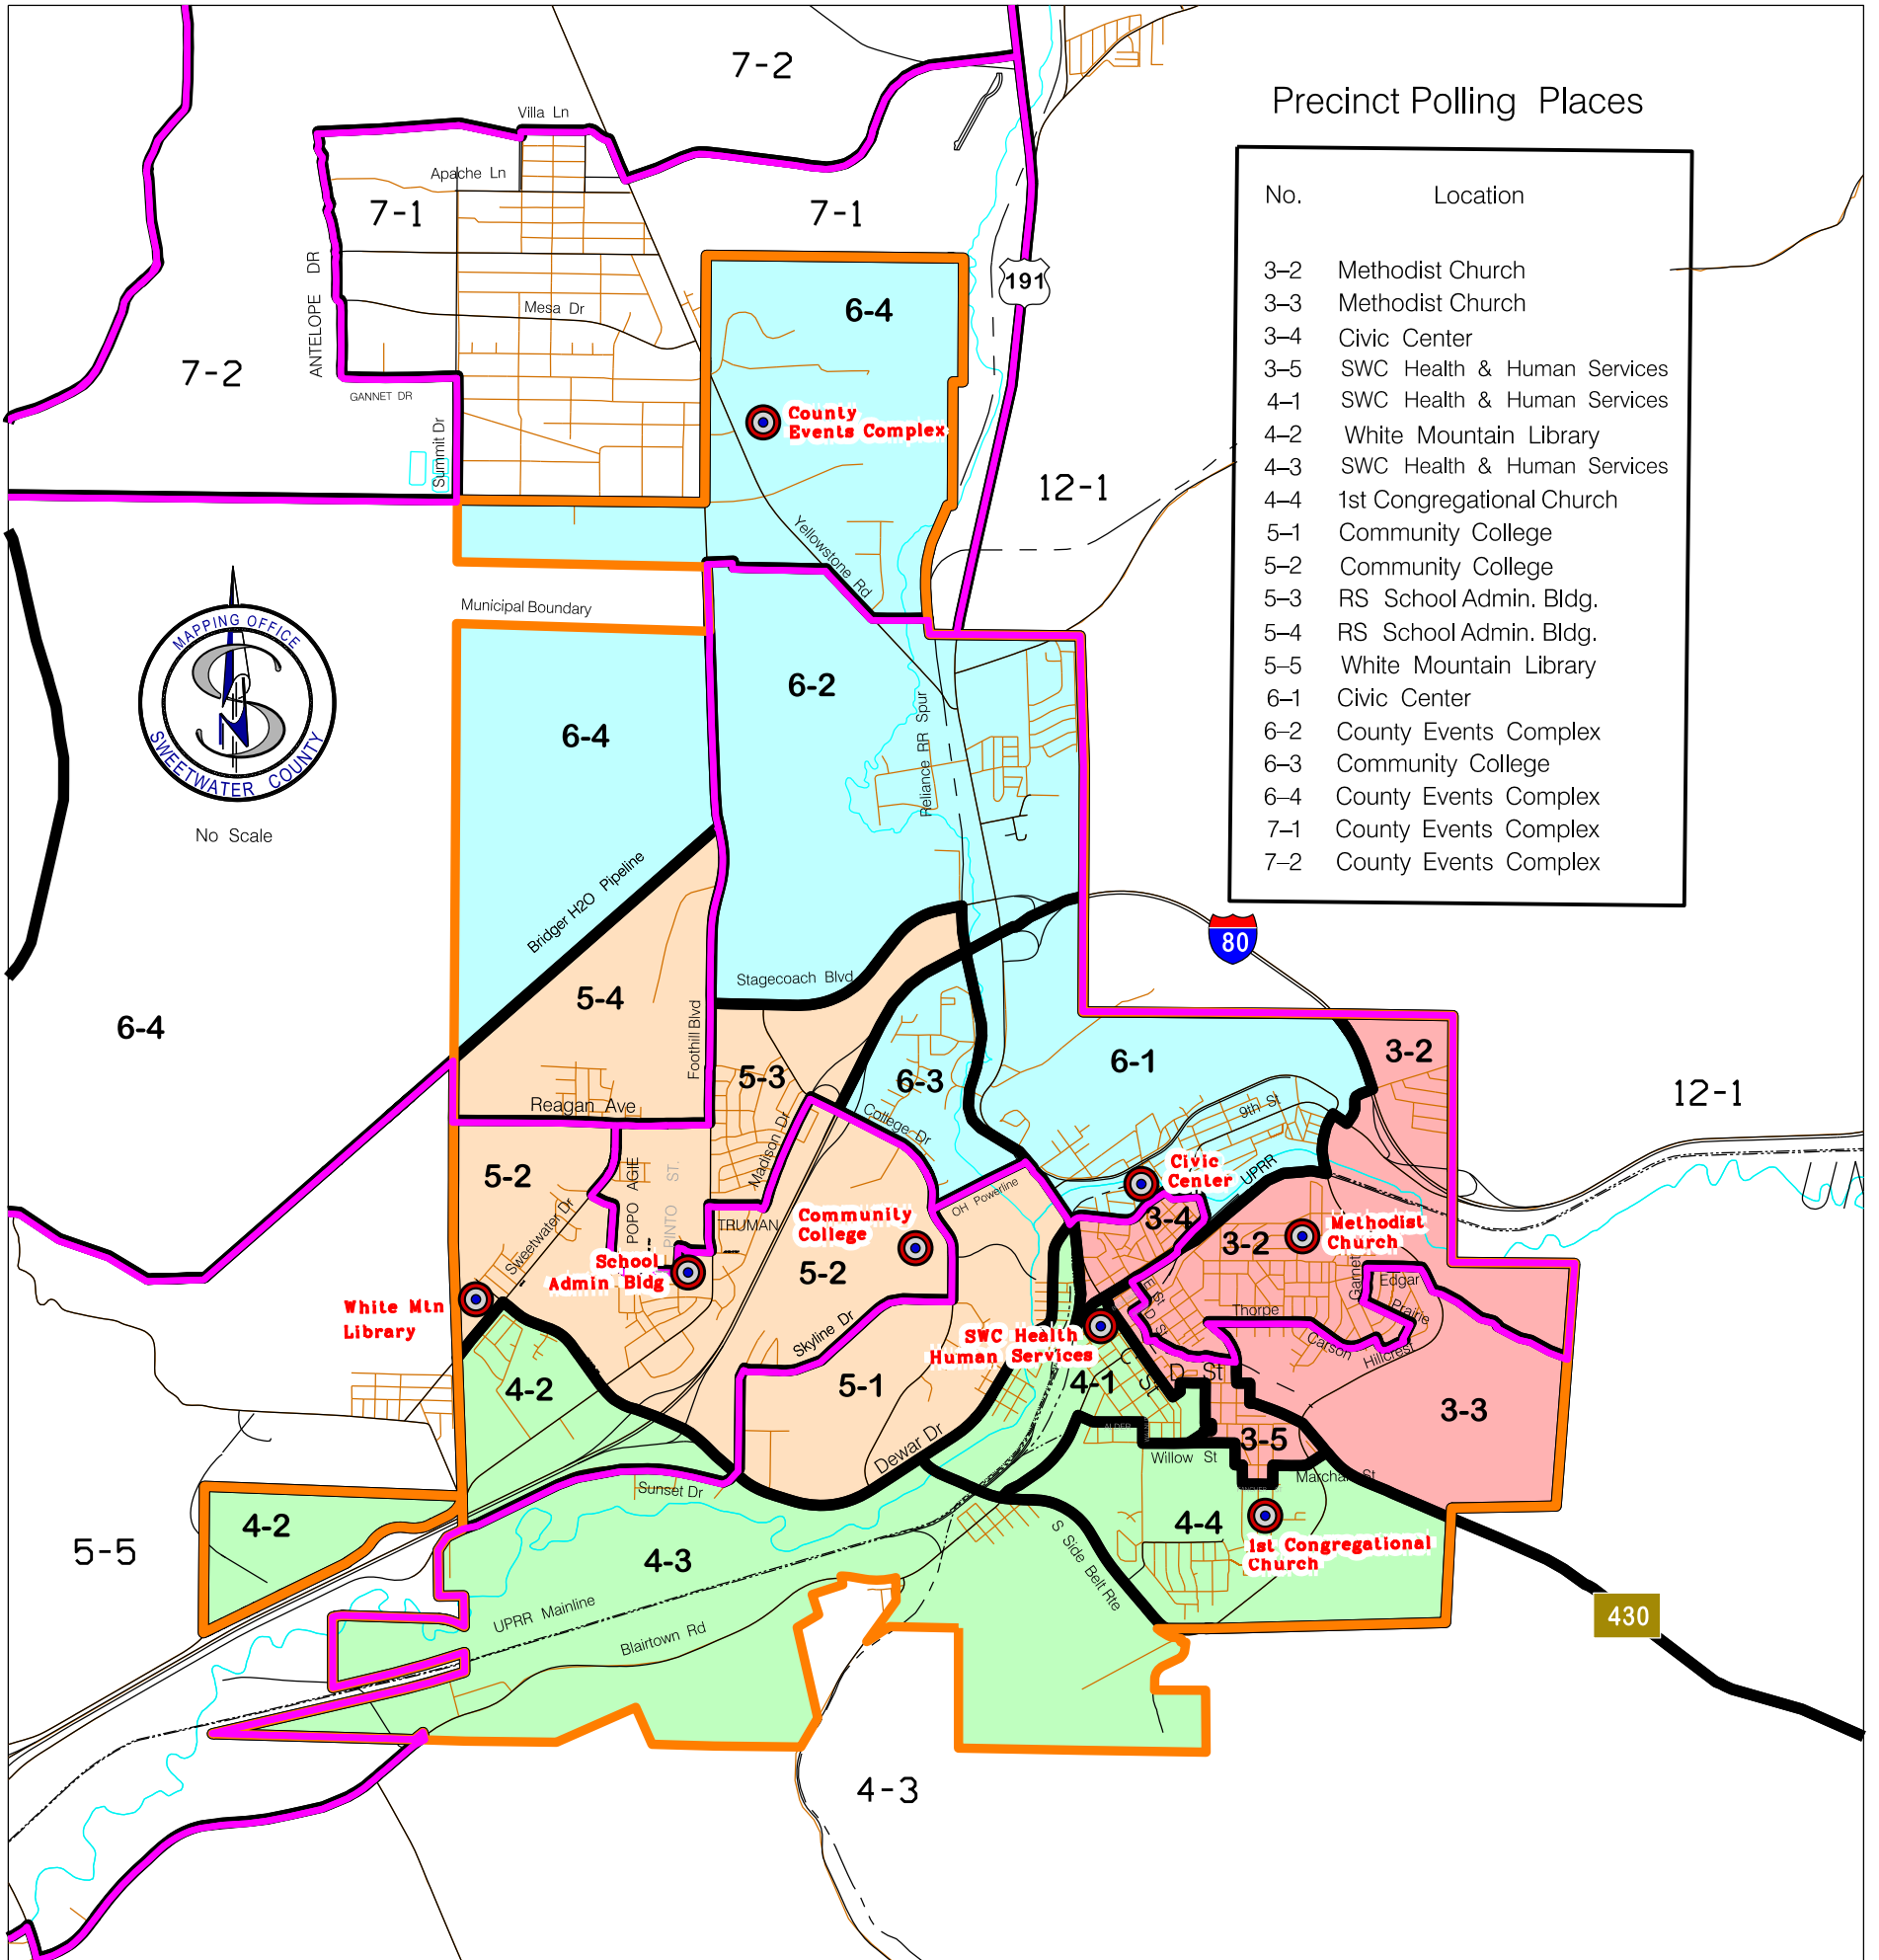 Precinct Polling Places
No. Location
3–2 Methodist Church
3–3 Methodist Church
3–4 Civic Center
3–5 SWC Health & Human Services
4–1 SWC Health & Human Services
4–2 White Mountain Library
4–3 SWC Health & Human Services
4–4 1st Congregational Church
5–1 Community College
5–2 Community College
5–3 RS School Admin. Bldg.
5–4 RS School Admin. Bldg.
5–5 White Mountain Library
6–1 Civic Center
6–2 County Events Complex
6–3 Community College
6–4 County Events Complex
7–1 County Events Complex
7–2 County Events Complex
7-2
Villa Ln
Apache Ln
7-1
7-1
ANTELOPE DR
191
6-4
Mesa Dr
7-2
GANNET DR
Summit Dr
County
Events Complex
12-1
Yellowstone Rd
Municipal Boundary
MAPPING OFFICE
SWEETWATER COUNTY
N
No Scale
6-2
6-4
Reliance RR Spur
Bridger H2O Pipeline
80
Stagecoach Blvd
5-4
6-4
Foothill Blvd
6-1
3-2
5-3
6-3
12-1
Reagan Ave
College Dr
9th St
Madison Dr
5-2
POPO AGIE
PINTO ST.
OH Powerline
Civic
Center
UPRR
Sweetwater Dr
TRUMAN
Community
College
3-4
Methodist
Church
3-2
School
Admin Bldg
5-2
Garnet
Edgar
Prairie
E St
D St
Thorpe
White Mtn
Library
Skyline Dr
SWC Health
Human Services
Carson
Hillcrest
C St
D St
4-2
5-1
4-1
3-3
ALDER
3-5
Dewar Dr
Willow St
Marchant St
Sunset Dr
4-2
4-4
1st Congregational
Church
5-5
4-3
S Side Belt Rte
UPRR Mainline
Blairtown Rd
430
4-3